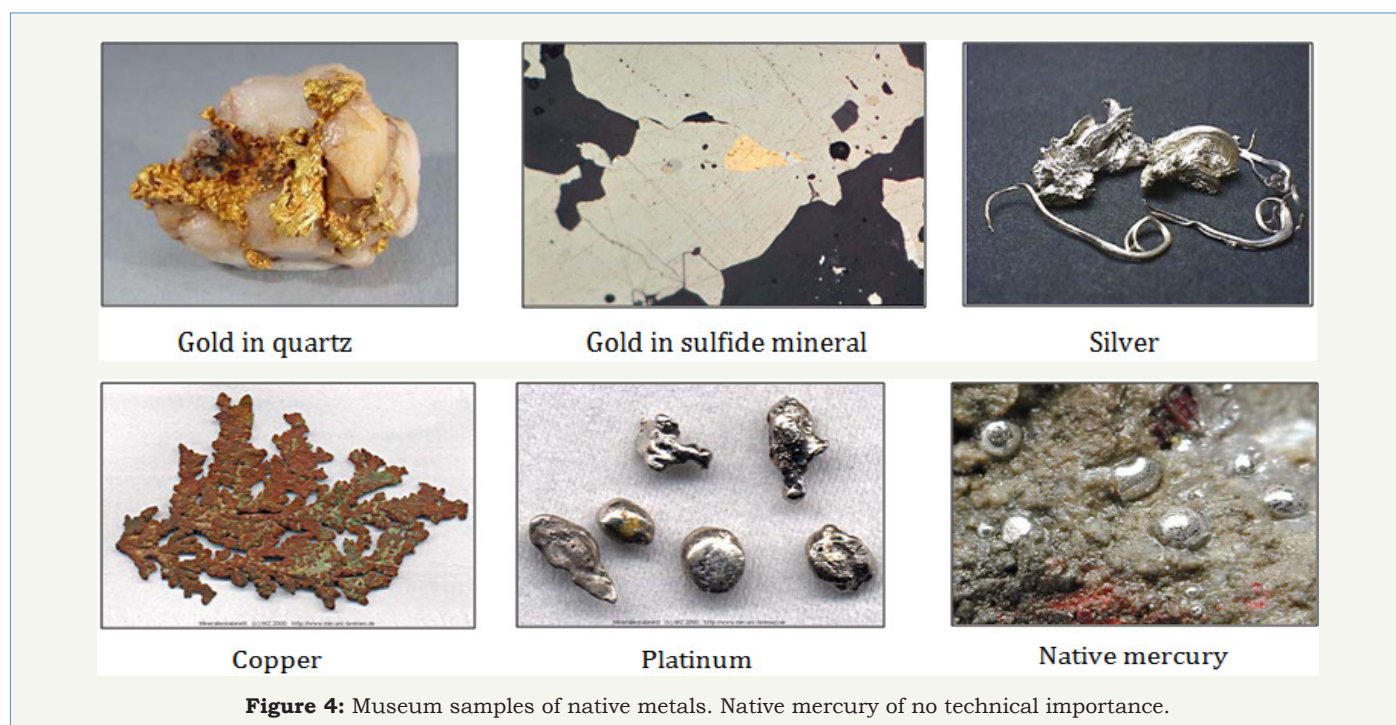 Gold in quartz
Gold in sulfide mineral
Silver
Copper
Platinum
Native mercury
Figure 4: Museum samples of native metals. Native mercury of no technical importance.